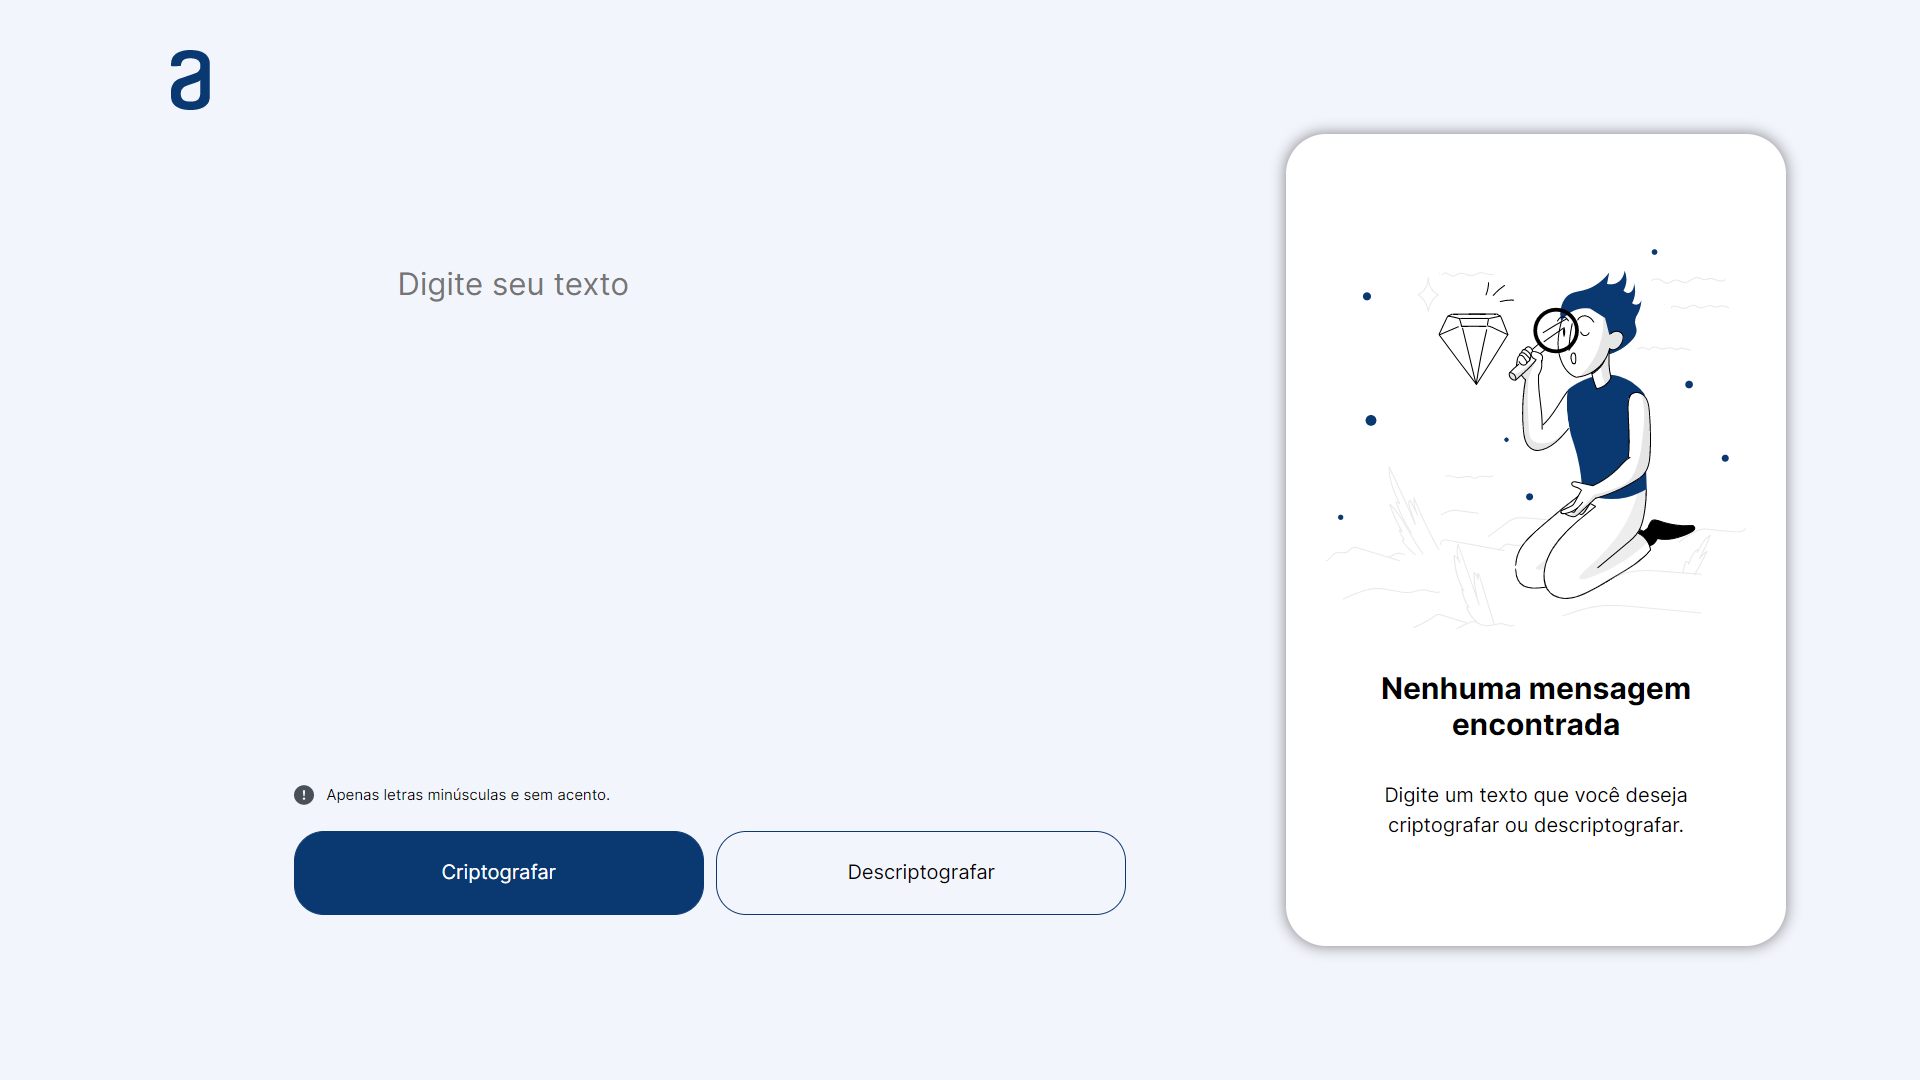 a
Digite seu texto
Apenas letras minúsculas e sem acento.
Criptografar
Descriptografar
Nenhuma mensagem
encontrada
Digite um texto que você deseja
criptografar ou descriptografar.